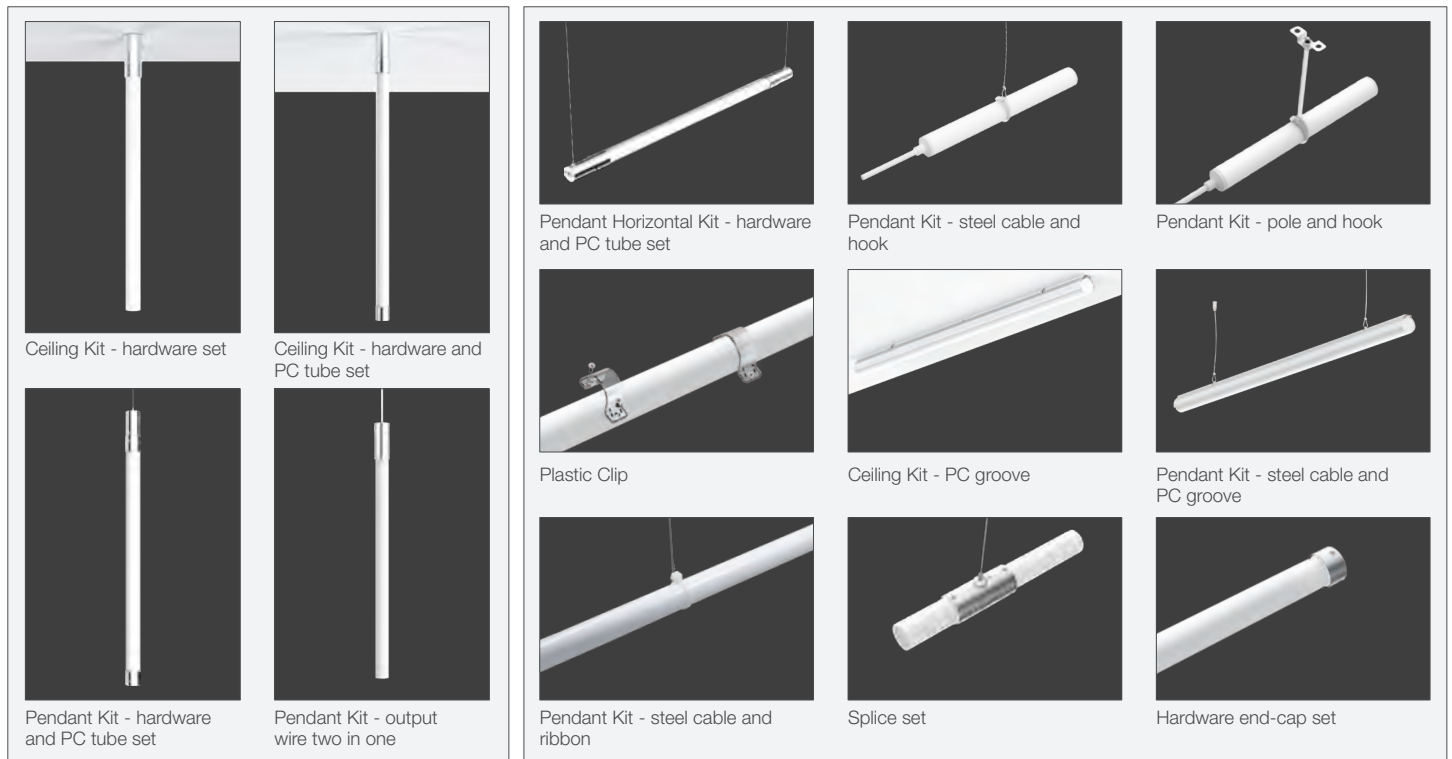 Ceiling Kit - hardware set
Ceiling Kit - hardware and
PC tube set
Pendant Kit - hardware
and PC tube set
Pendant Kit - output
wire two in one
Pendant Horizontal Kit - hardware
and PC tube set
Pendant Kit - steel cable and
hook
Pendant Kit - pole and hook
Plastic Clip
Ceiling Kit - PC groove
Pendant Kit - steel cable and
PC groove
Pendant Kit - steel cable and
ribbon
Splice set
Hardware end-cap set